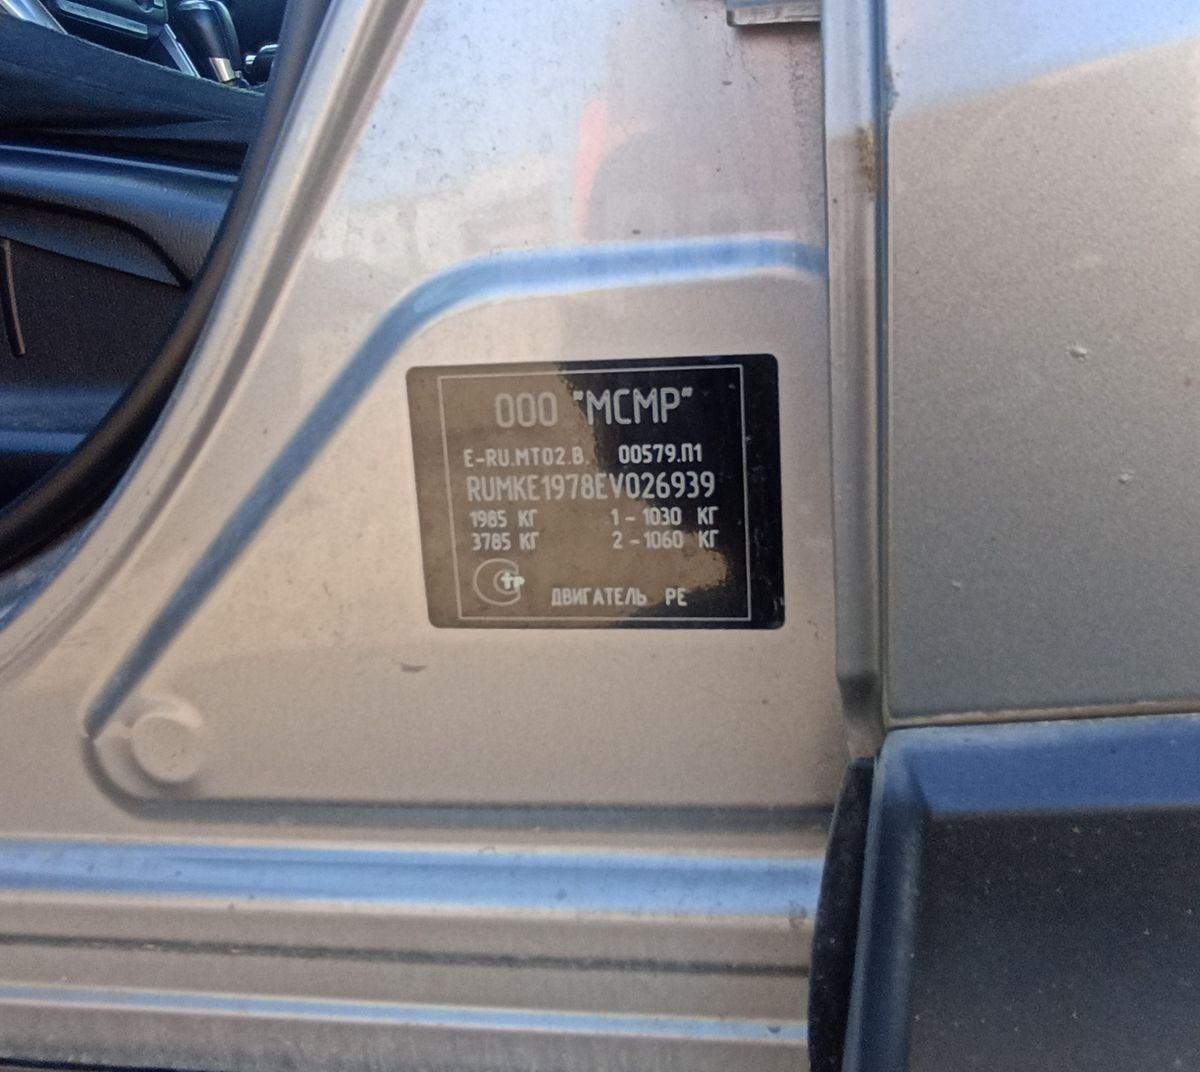 ООО "МСМР"
E-RU.MT02.B. 00579.П1
RUMKE1978EV026939
1985 КГ 1 - 1030 КГ
3785 КГ 2 - 1060 КГ
Стр ДВИГАТЕЛЬ PE